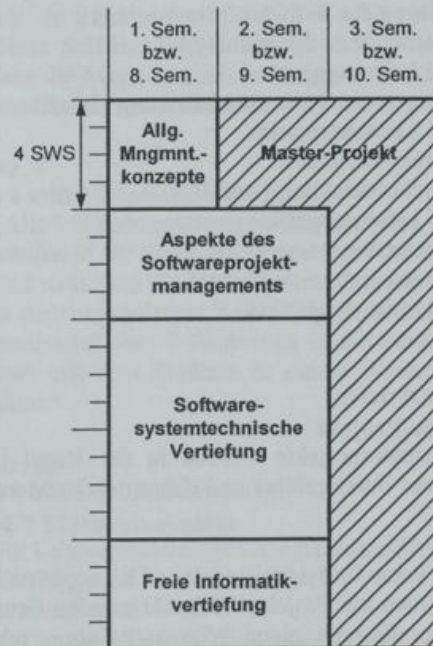 1. Sem.
bzw.
8. Sem.
2. Sem.
bzw.
9. Sem.
3. Sem.
bzw.
10. Sem.
4 SWS
Allg.
Mngmnt.-
konzepte
Master-Projekt
Aspekte des
Softwareprojekt-
managements
Software-
systemtechnische
Vertiefung
Freie Informatik-
vertiefung